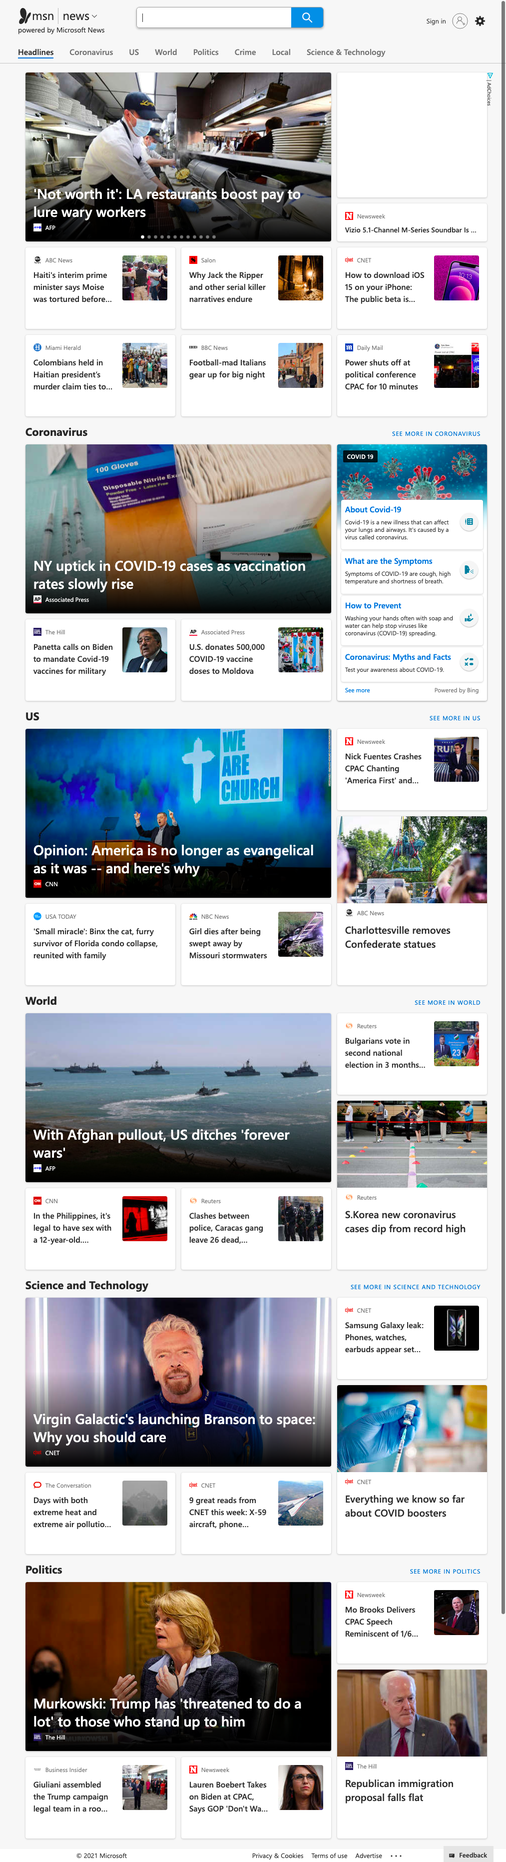 msn | news
powered by Microsoft News
Sign in
Headlines Coronavirus US World Politics Crime Local Science & Technology
'Not worth it': LA restaurants boost pay to
lure wary workers
AFP
AdChoices
Newsweek
Vizio 5.1-Channel M-Series Soundbar Is ...
ABC News
Haiti's interim prime
minister says Moise
was tortured before...
Salon
Why Jack the Ripper
and other serial killer
narratives endure
CNET
How to download iOS
15 on your iPhone:
The public beta is...
Miami Herald
Colombians held in
Haitian president's
murder claim ties to...
BBC News
Football-mad Italians
gear up for big night
Daily Mail
Power shuts off at
political conference
CPAC for 10 minutes
Coronavirus
SEE MORE IN CORONAVIRUS
100 Gloves
Disposable Nitrile Exam
NY uptick in COVID-19 cases as vaccination
rates slowly rise
Associated Press
COVID 19
About Covid-19
Covid-19 is a new illness that can affect
your lungs and airways. It's caused by a
virus called coronavirus.
What are the Symptoms
Symptoms of COVID-19 are cough, high
temperature and shortness of breath.
How to Prevent
Washing your hands often with soap and
water can help stop viruses like
coronavirus (COVID-19) spreading.
Coronavirus: Myths and Facts
Test your awareness about COVID-19.
See more
Powered by Bing
The Hill
Panetta calls on Biden
to mandate Covid-19
vaccines for military
Associated Press
U.S. donates 500,000
COVID-19 vaccine
doses to Moldova
US
SEE MORE IN US
WE
ARE
CHURCH
Opinion: America is no longer as evangelical
as it was -- and here's why
CNN
Newsweek
Nick Fuentes Crashes
CPAC Chanting
'America First' and...
ABC News
Charlottesville removes
Confederate statues
USA TODAY
'Small miracle': Binx the cat, furry
survivor of Florida condo collapse,
reunited with family
NBC News
Girl dies after being
swept away by
Missouri stormwaters
World
SEE MORE IN WORLD
With Afghan pullout, US ditches 'forever
wars'
AFP
Reuters
Bulgarians vote in
second national
election in 3 months...
23
Reuters
S.Korea new coronavirus
cases dip from record high
CNN
In the Philippines, it's
legal to have sex with
a 12-year-old....
Reuters
Clashes between
police, Caracas gang
leave 26 dead,...
Science and Technology
SEE MORE IN SCIENCE AND TECHNOLOGY
Virgin Galactic's launching Branson to space:
Why you should care
CNET
CNET
Samsung Galaxy leak:
Phones, watches,
earbuds appear set...
CNET
Everything we know so far
about COVID boosters
The Conversation
Days with both
extreme heat and
extreme air pollutio...
CNET
9 great reads from
CNET this week: X-59
aircraft, phone...
Politics
SEE MORE IN POLITICS
Murkowski: Trump has 'threatened to do a
lot' to those who stand up to him
The Hill
Newsweek
Mo Brooks Delivers
CPAC Speech
Reminiscent of 1/6...
The Hill
Republican immigration
proposal falls flat
Business Insider
Giuliani assembled
the Trump campaign
legal team in a roo...
Newsweek
Lauren Boebert Takes
on Biden at CPAC,
Says GOP 'Don't Wa...
© 2021 Microsoft
Privacy & Cookies Terms of use Advertise ...
Feedback